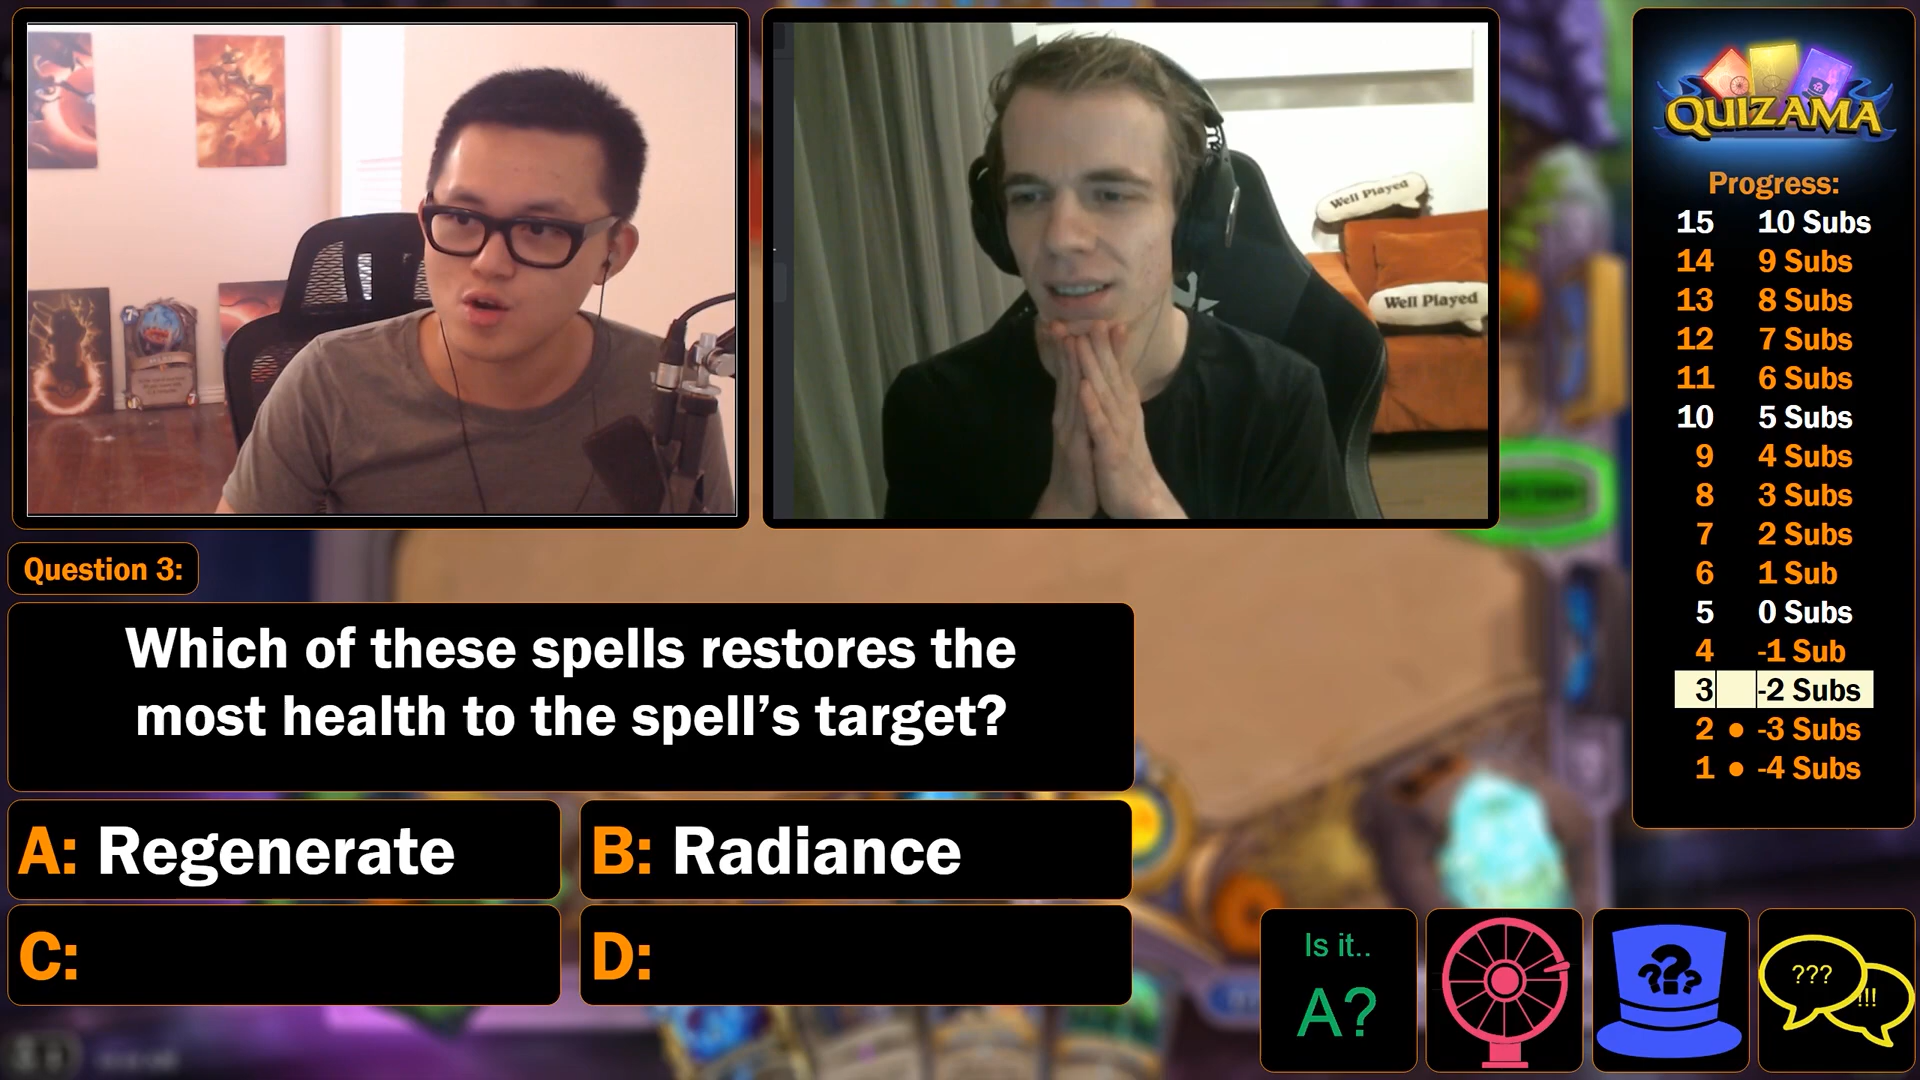 Well Played
Well Played
QUIZAMA
Progress:
15 10 Subs
14 9 Subs
13 8 Subs
12 7 Subs
11 6 Subs
10 5 Subs
9 4 Subs
8 3 Subs
7 2 Subs
6 1 Sub
5 0 Subs
4 -1 Sub
3 -2 Subs
2 • -3 Subs
1 • -4 Subs
Question 3:
Which of these spells restores the
most health to the spell’s target?
A: Regenerate
B: Radiance
C:
D:
Is it..
A?
???
???
!!!